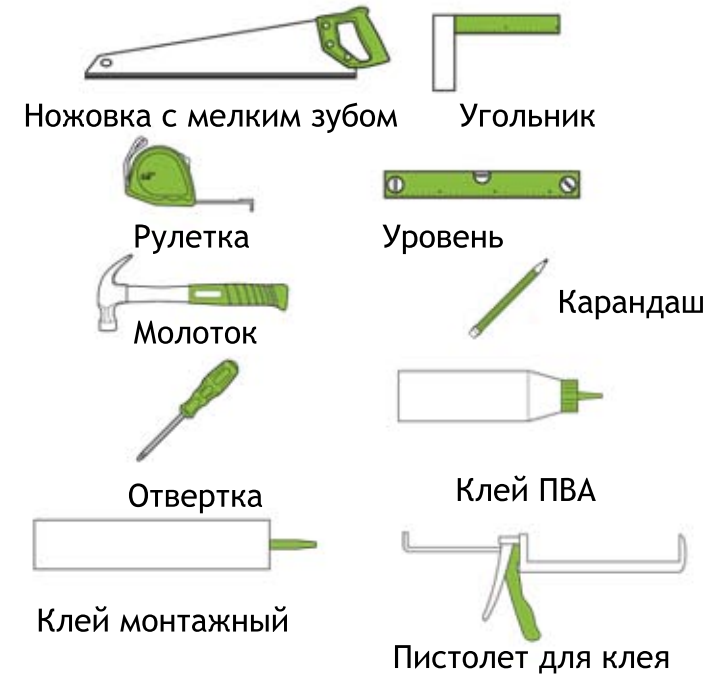 Ножовка с мелким зубом
Угольник
Рулетка
Уровень
Молоток
Карандаш
Отвертка
Клей ПВА
Клей монтажный
Пистолет для клея